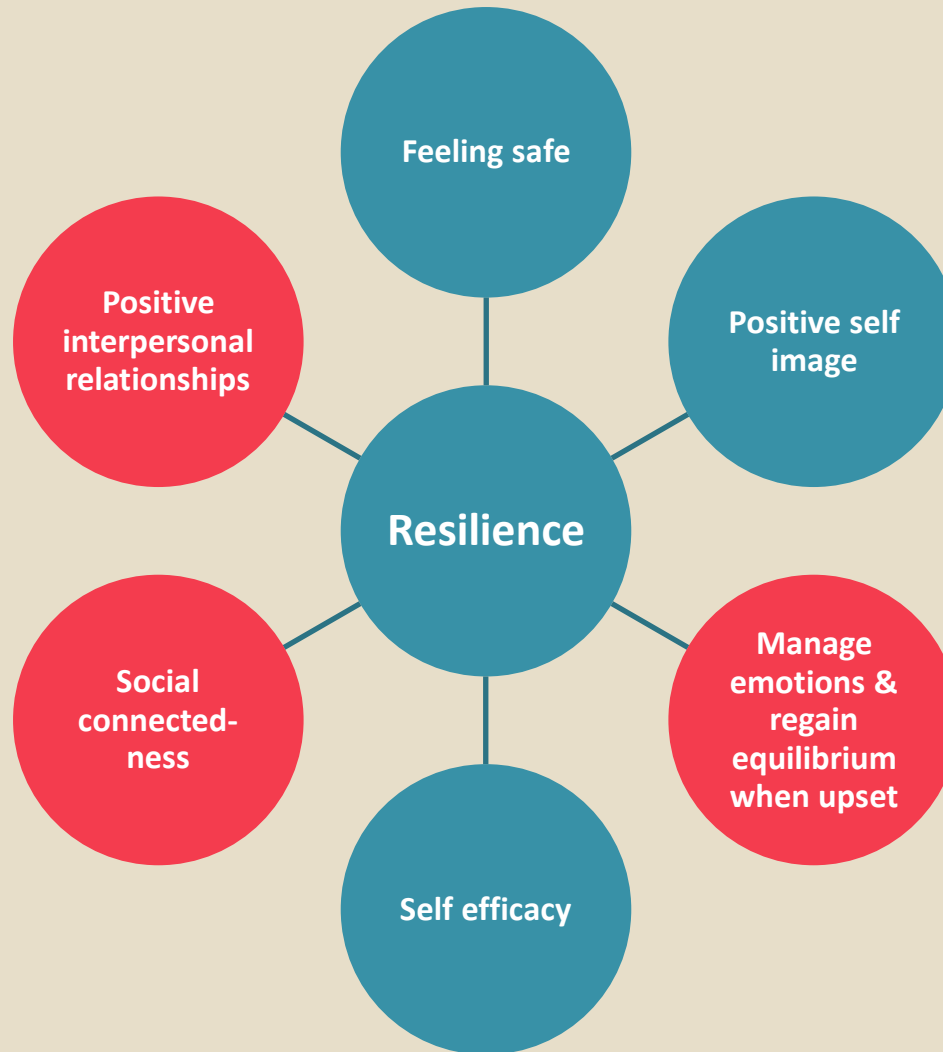 Feeling safe
Positive
interpersonal
relationships
Positive self
image
Resilience
Social
connected-
ness
Manage
emotions &
regain
equilibrium
when upset
Self efficacy